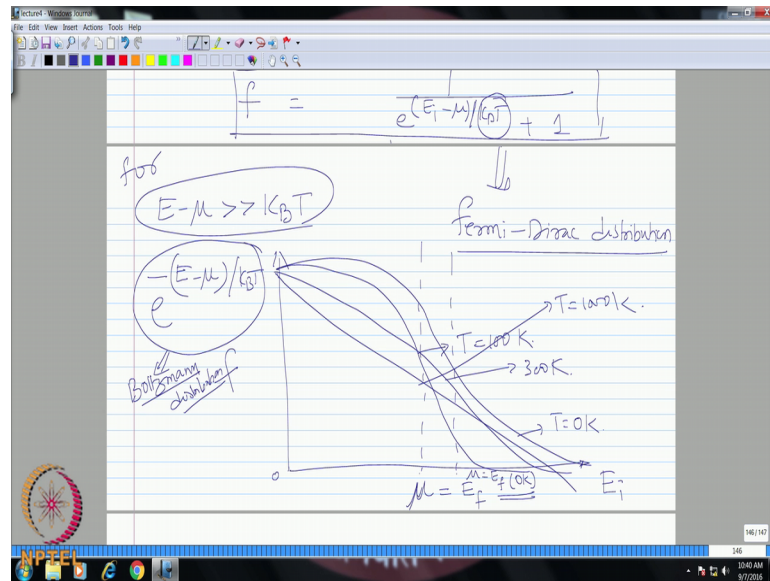 lecture4 - Windows Journal
File Edit View Insert Actions Tools Help
f = 1
e^(Ei-μ)/KBT + 1
for
E-μ >> KBT
fermi-Dirac distribution
e^-(E-μ)/KBT
Boltzmann
distribution
f
T=1000K.
T=100K.
300K.
T=0K.
0
μ = Ef
μ=Ef(0K)
Ei
146/147
146
NPTEL
10:40 AM
9/7/2016